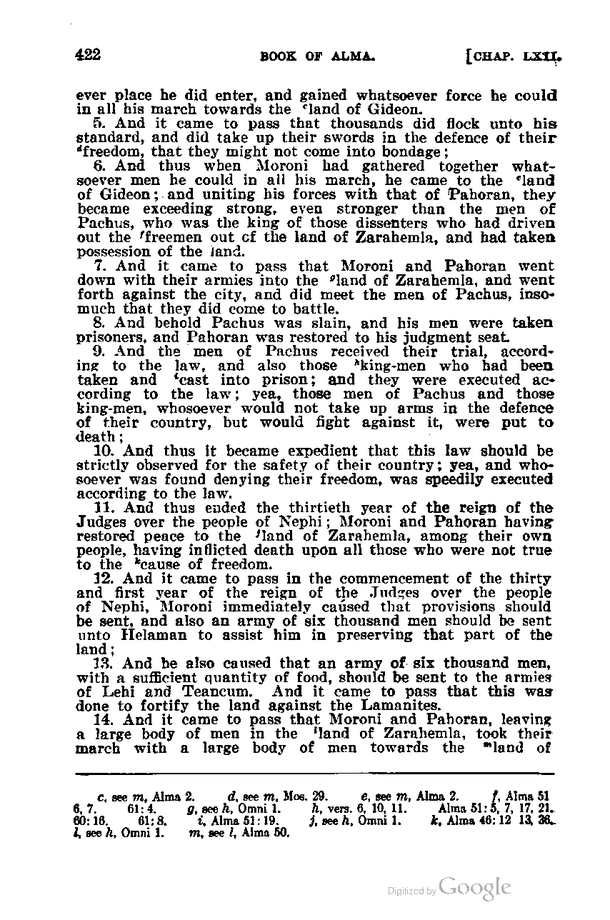 422 BOOK OF ALMA. [CHAP. LXII.
ever place he did enter, and gained whatsoever force he could
in all his march towards the ᶜland of Gideon.
5. And it came to pass that thousands did flock unto his
standard, and did take up their swords in the defence of their
ᵈfreedom, that they might not come into bondage;
6. And thus when Moroni had gathered together what-
soever men he could in all his march, he came to the ᵉland
of Gideon; and uniting his forces with that of Pahoran, they
became exceeding strong, even stronger than the men of
Pachus, who was the king of those dissenters who had driven
out the ᶠfreemen out of the land of Zarahemla, and had taken
possession of the land.
7. And it came to pass that Moroni and Pahoran went
down with their armies into the ᵍland of Zarahemla, and went
forth against the city, and did meet the men of Pachus, inso-
much that they did come to battle.
8. And behold Pachus was slain, and his men were taken
prisoners, and Pahoran was restored to his judgment seat.
9. And the men of Pachus received their trial, accord-
ing to the law, and also those ʰking-men who had been
taken and ⁱcast into prison; and they were executed ac-
cording to the law; yea, those men of Pachus and those
king-men, whosoever would not take up arms in the defence
of their country, but would fight against it, were put to
death;
10. And thus it became expedient that this law should be
strictly observed for the safety of their country; yea, and who-
soever was found denying their freedom, was speedily executed
according to the law.
11. And thus ended the thirtieth year of the reign of the
Judges over the people of Nephi; Moroni and Pahoran having
restored peace to the ʲland of Zarahemla, among their own
people, having inflicted death upon all those who were not true
to the ᵏcause of freedom.
12. And it came to pass in the commencement of the thirty
and first year of the reign of the Judges over the people
of Nephi, Moroni immediately caused that provisions should
be sent, and also an army of six thousand men should be sent
unto Helaman to assist him in preserving that part of the
land;
13. And he also caused that an army of six thousand men,
with a sufficient quantity of food, should be sent to the armies
of Lehi and Teancum. And it came to pass that this was
done to fortify the land against the Lamanites.
14. And it came to pass that Moroni and Pahoran, leaving
a large body of men in the ˡland of Zarahemla, took their
march with a large body of men towards the ᵐland of
c, see m, Alma 2. d, see m, Mos. 29. e, see m, Alma 2. f, Alma 51
6, 7. 61:4. g, see h, Omni 1. h, vers. 6, 10, 11. Alma 51:5, 7, 17, 21.
60:16. 61:8. i, Alma 51:19. j, see h, Omni 1. k, Alma 46:12 13, 36.
l, see h, Omni 1. m, see l, Alma 50.
Digitized by Google